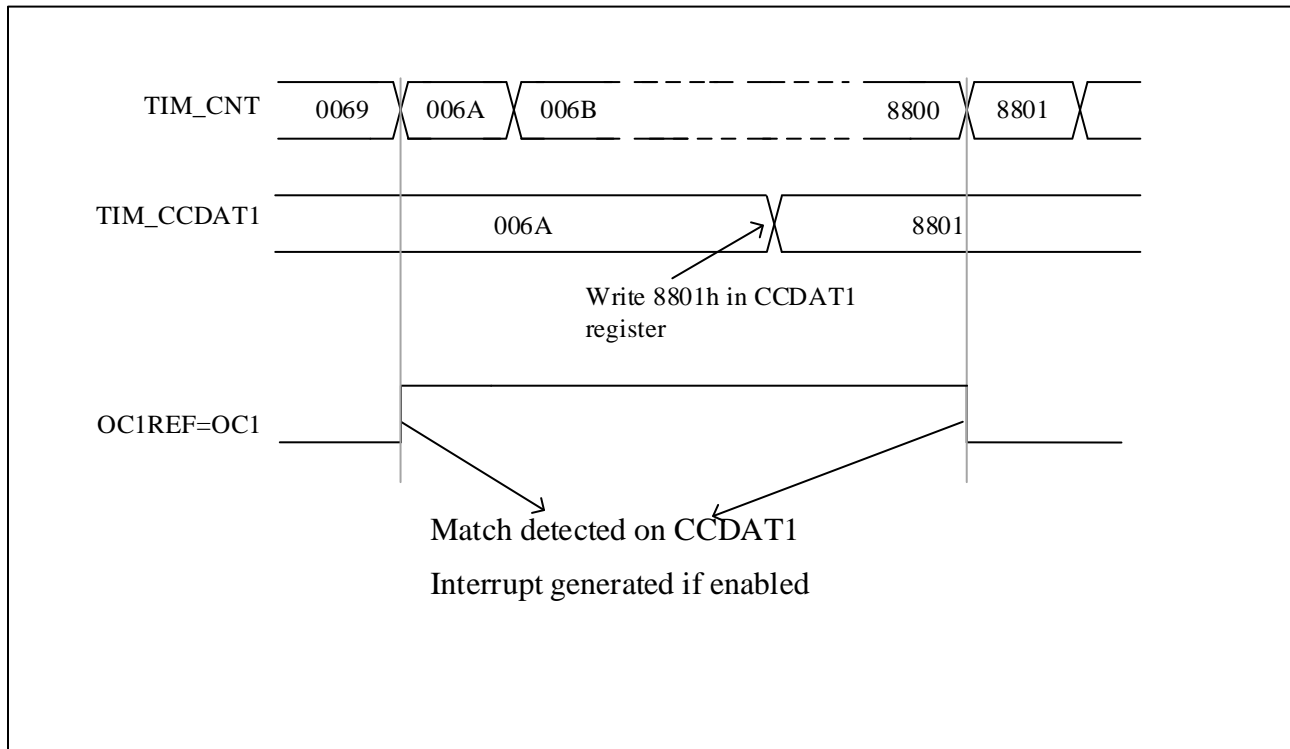 TIM_CNT 0069 006A 006B 8800 8801
TIM_CCDAT1 006A 8801
Write 8801h in CCDAT1
register
OC1REF=OC1
Match detected on CCDAT1
Interrupt generated if enabled